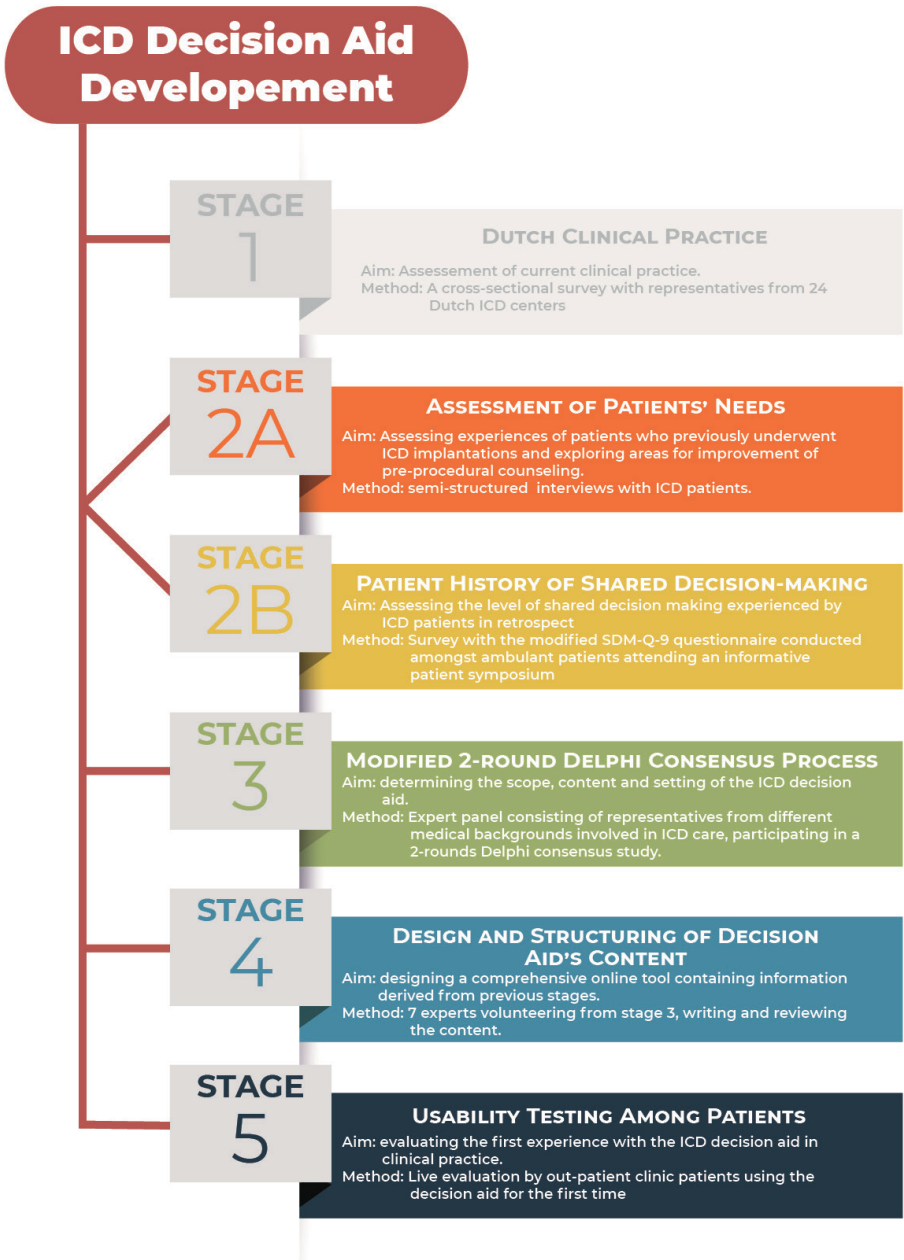 ICD Decision Aid
Developement
STAGE
1
DUTCH CLINICAL PRACTICE
Aim: Assessement of current clinical practice.
Method: A cross-sectional survey with representatives from 24
Dutch ICD centers
STAGE
2A
ASSESSMENT OF PATIENTS' NEEDS
Aim: Assessing experiences of patients who previously underwent
ICD implantations and exploring areas for improvement of
pre-procedural counseling.
Method: semi-structured interviews with ICD patients.
STAGE
2B
PATIENT HISTORY OF SHARED DECISION-MAKING
Aim: Assessing the level of shared decision making experienced by
ICD patients in retrospect
Method: Survey with the modified SDM-Q-9 questionnaire conducted
amongst ambulant patients attending an informative
patient symposium
STAGE
3
MODIFIED 2-ROUND DELPHI CONSENSUS PROCESS
Aim: determining the scope, content and setting of the ICD decision
aid.
Method: Expert panel consisting of representatives from different
medical backgrounds involved in ICD care, participating in a
2-rounds Delphi consensus study.
STAGE
4
DESIGN AND STRUCTURING OF DECISION
AID'S CONTENT
Aim: designing a comprehensive online tool containing information
derived from previous stages.
Method: 7 experts volunteering from stage 3, writing and reviewing
the content.
STAGE
5
USABILITY TESTING AMONG PATIENTS
Aim: evaluating the first experience with the ICD decision aid in
clinical practice.
Method: Live evaluation by out-patient clinic patients using the
decision aid for the first time